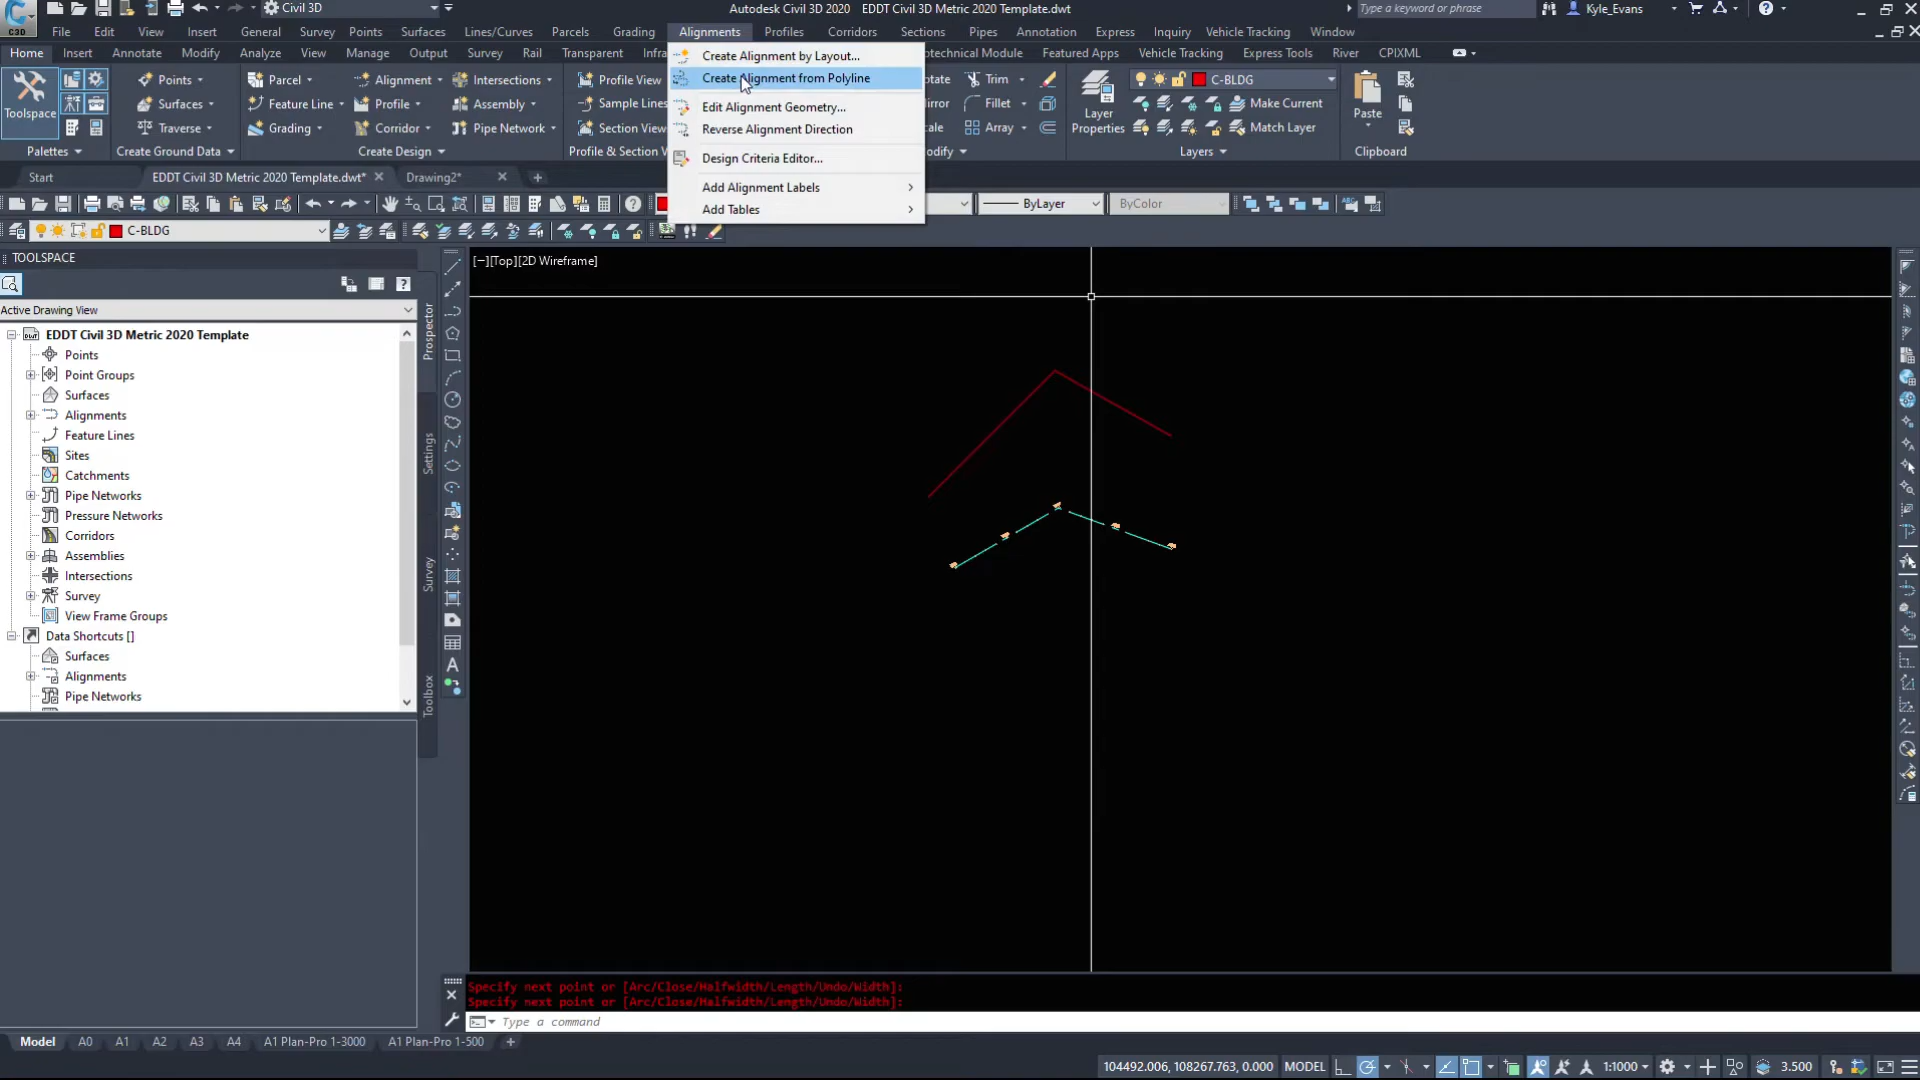 C3D
Civil 3D
Autodesk Civil 3D 2020 EDDT Civil 3D Metric 2020 Template.dwt
Type a keyword or phrase
Kyle_Evans
File Edit View Insert General Survey Points Surfaces Lines/Curves Parcels Grading Alignments Profiles Corridors Sections Pipes Annotation Express Inquiry Vehicle Tracking Window
Home Insert Annotate Modify Analyze View Manage Output Survey Rail Transparent Infra
otechnical Module Featured Apps Vehicle Tracking Express Tools River CPIXML
Create Alignment by Layout...
Create Alignment from Polyline
Edit Alignment Geometry...
Reverse Alignment Direction
Design Criteria Editor...
Add Alignment Labels
Add Tables
Toolspace
Palettes
Points
Surfaces
Traverse
Create Ground Data
Parcel
Feature Line
Grading
Alignment
Profile
Corridor
Intersections
Assembly
Pipe Network
Create Design
Profile View
Sample Lines
Section View
Profile & Section V
otate
irror
cale
Trim
Fillet
Array
odify
Layer Properties
C-BLDG
Make Current
Match Layer
Layers
Paste
Clipboard
Start
EDDT Civil 3D Metric 2020 Template.dwt*
Drawing2*
ByLayer
ByColor
C-BLDG
TOOLSPACE
Active Drawing View
EDDT Civil 3D Metric 2020 Template
Points
Point Groups
Surfaces
Alignments
Feature Lines
Sites
Catchments
Pipe Networks
Pressure Networks
Corridors
Assemblies
Intersections
Survey
View Frame Groups
Data Shortcuts []
Surfaces
Alignments
Pipe Networks
Prospector
Settings
Survey
Toolbox
[−][Top][2D Wireframe]
Specify next point or [Arc/Close/Halfwidth/Length/Undo/Width]:
Specify next point or [Arc/Close/Halfwidth/Length/Undo/Width]:
Type a command
Model A0 A1 A2 A3 A4 A1 Plan-Pro 1-3000 A1 Plan-Pro 1-500
104492.006, 108267.763, 0.000 MODEL 1:1000 3.500